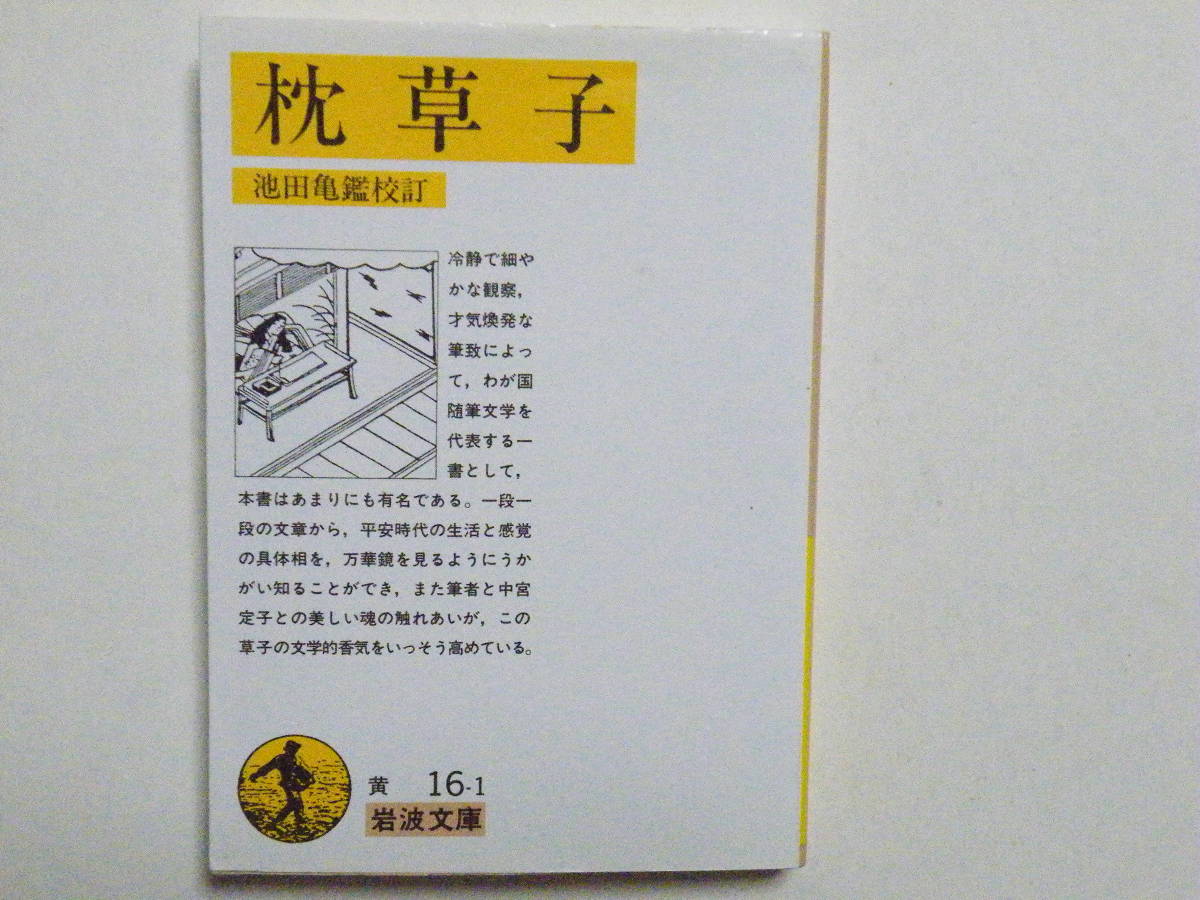 枕草子
池田亀鑑校訂
冷静で細や
かな観察，
才気煥発な
筆致によっ
て，わが国
随筆文学を
代表する一
書として，
本書はあまりにも有名である。一段一
段の文章から，平安時代の生活と感覚
の具体相を，万華鏡を見るようにうか
がい知ることができ，また筆者と中宮
定子との美しい魂の触れあいが，この
草子の文学的香気をいっそう高めている。
黄 16-1
岩波文庫